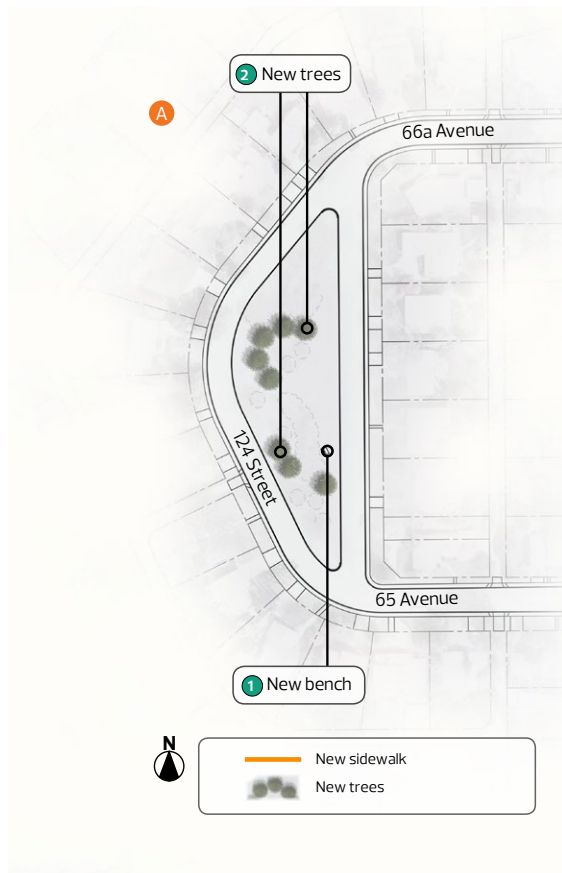 2 New trees
A
66a Avenue
124 Street
65 Avenue
1 New bench
N
New sidewalk
New trees